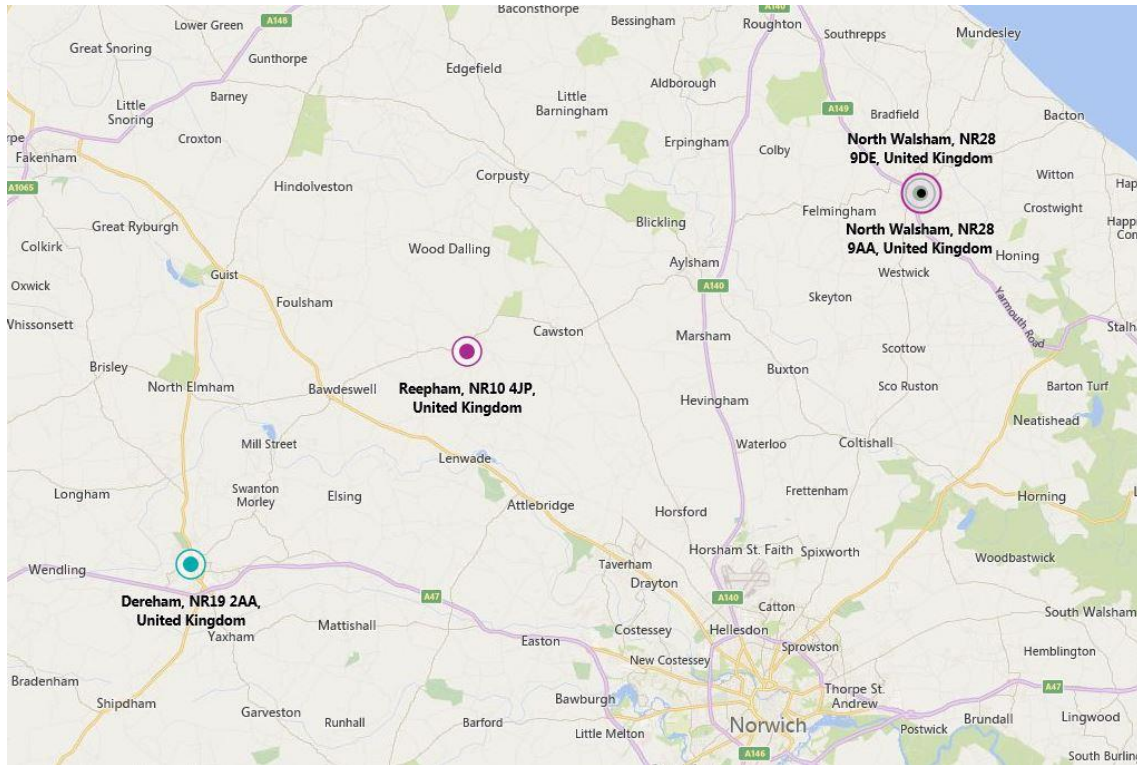 Baconsthorpe
A140
A148
Lower Green
Bessingham
Roughton
Southrepps
Mundesley
Great Snoring
Gunthorpe
Edgefield
Aldborough
Little
Snoring
Barney
Little
Barningham
A149
Bradfield
Bacton
Croxton
Erpingham
Colby
North Walsham, NR28
9DE, United Kingdom
Fakenham
Corpusty
Witton
A1065
Hindolveston
Felmingham
Crostwight
Great Ryburgh
Blickling
North Walsham, NR28
9AA, United Kingdom
Colkirk
Wood Dalling
Honing
Guist
Aylsham
Westwick
Oxwick
A140
Foulsham
Skeyton
Yarmouth
Road
Whissonsett
Cawston
Marsham
Scottow
Brisley
Buxton
North Elmham
Bawdeswell
Reepham, NR10 4JP,
United Kingdom
Sco Ruston
Barton Turf
Hevingham
Neatishead
Mill Street
Waterloo
Coltishall
Lenwade
Longham
Swanton
Morley
Elsing
Attlebridge
Frettenham
Horning
Horsford
Wendling
Horsham St. Faith
Spixworth
Woodbastwick
Taverham
Drayton
Dereham, NR19 2AA,
United Kingdom
A47
A140
Catton
South Walsham
Yaxham
Mattishall
Costessey
Hellesdon
Easton
Sprowston
Hemblington
New Costessey
Bradenham
A47
Shipdham
Bawburgh
Thorpe St.
Andrew
Garveston
Runhall
Barford
Little Melton
Norwich
Postwick
Brundall
Lingwood
A146
South Burling